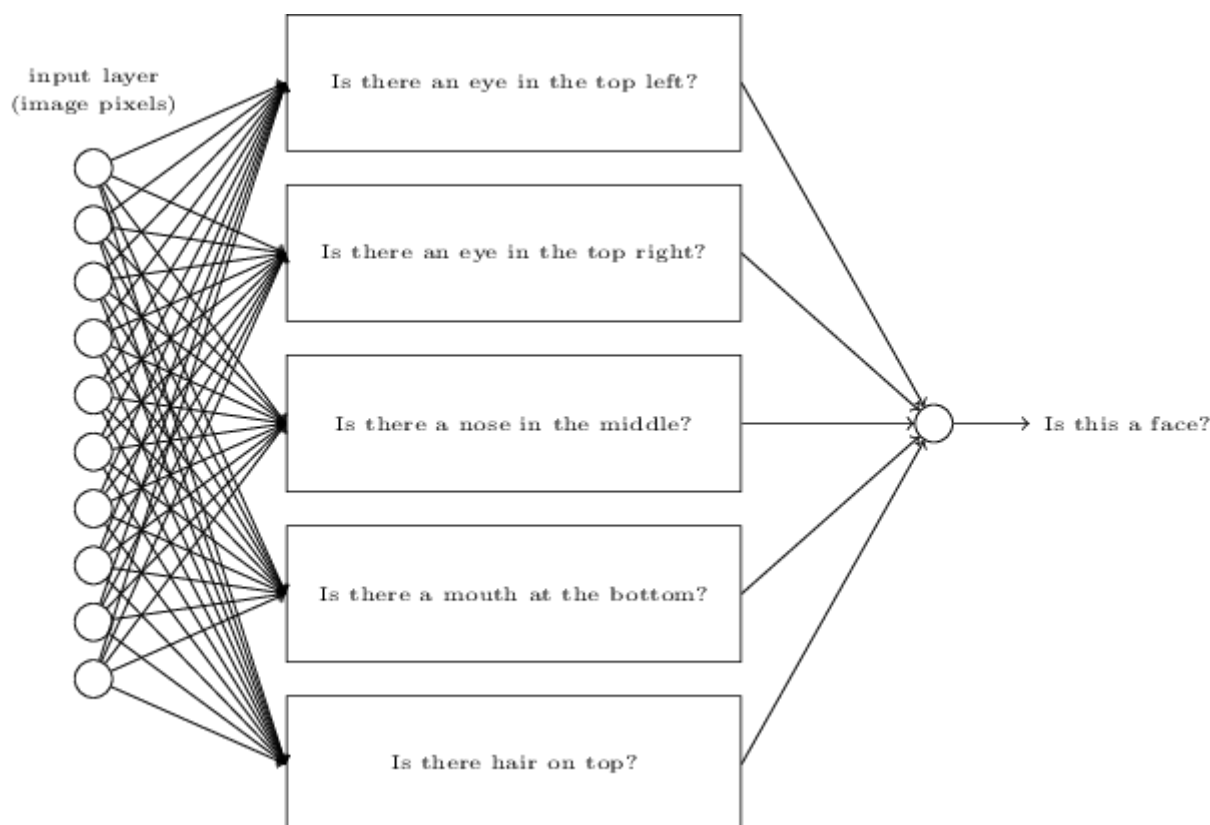 input layer
(image pixels)
Is there an eye in the top left?
Is there an eye in the top right?
Is there a nose in the middle?
Is there a mouth at the bottom?
Is there hair on top?
Is this a face?